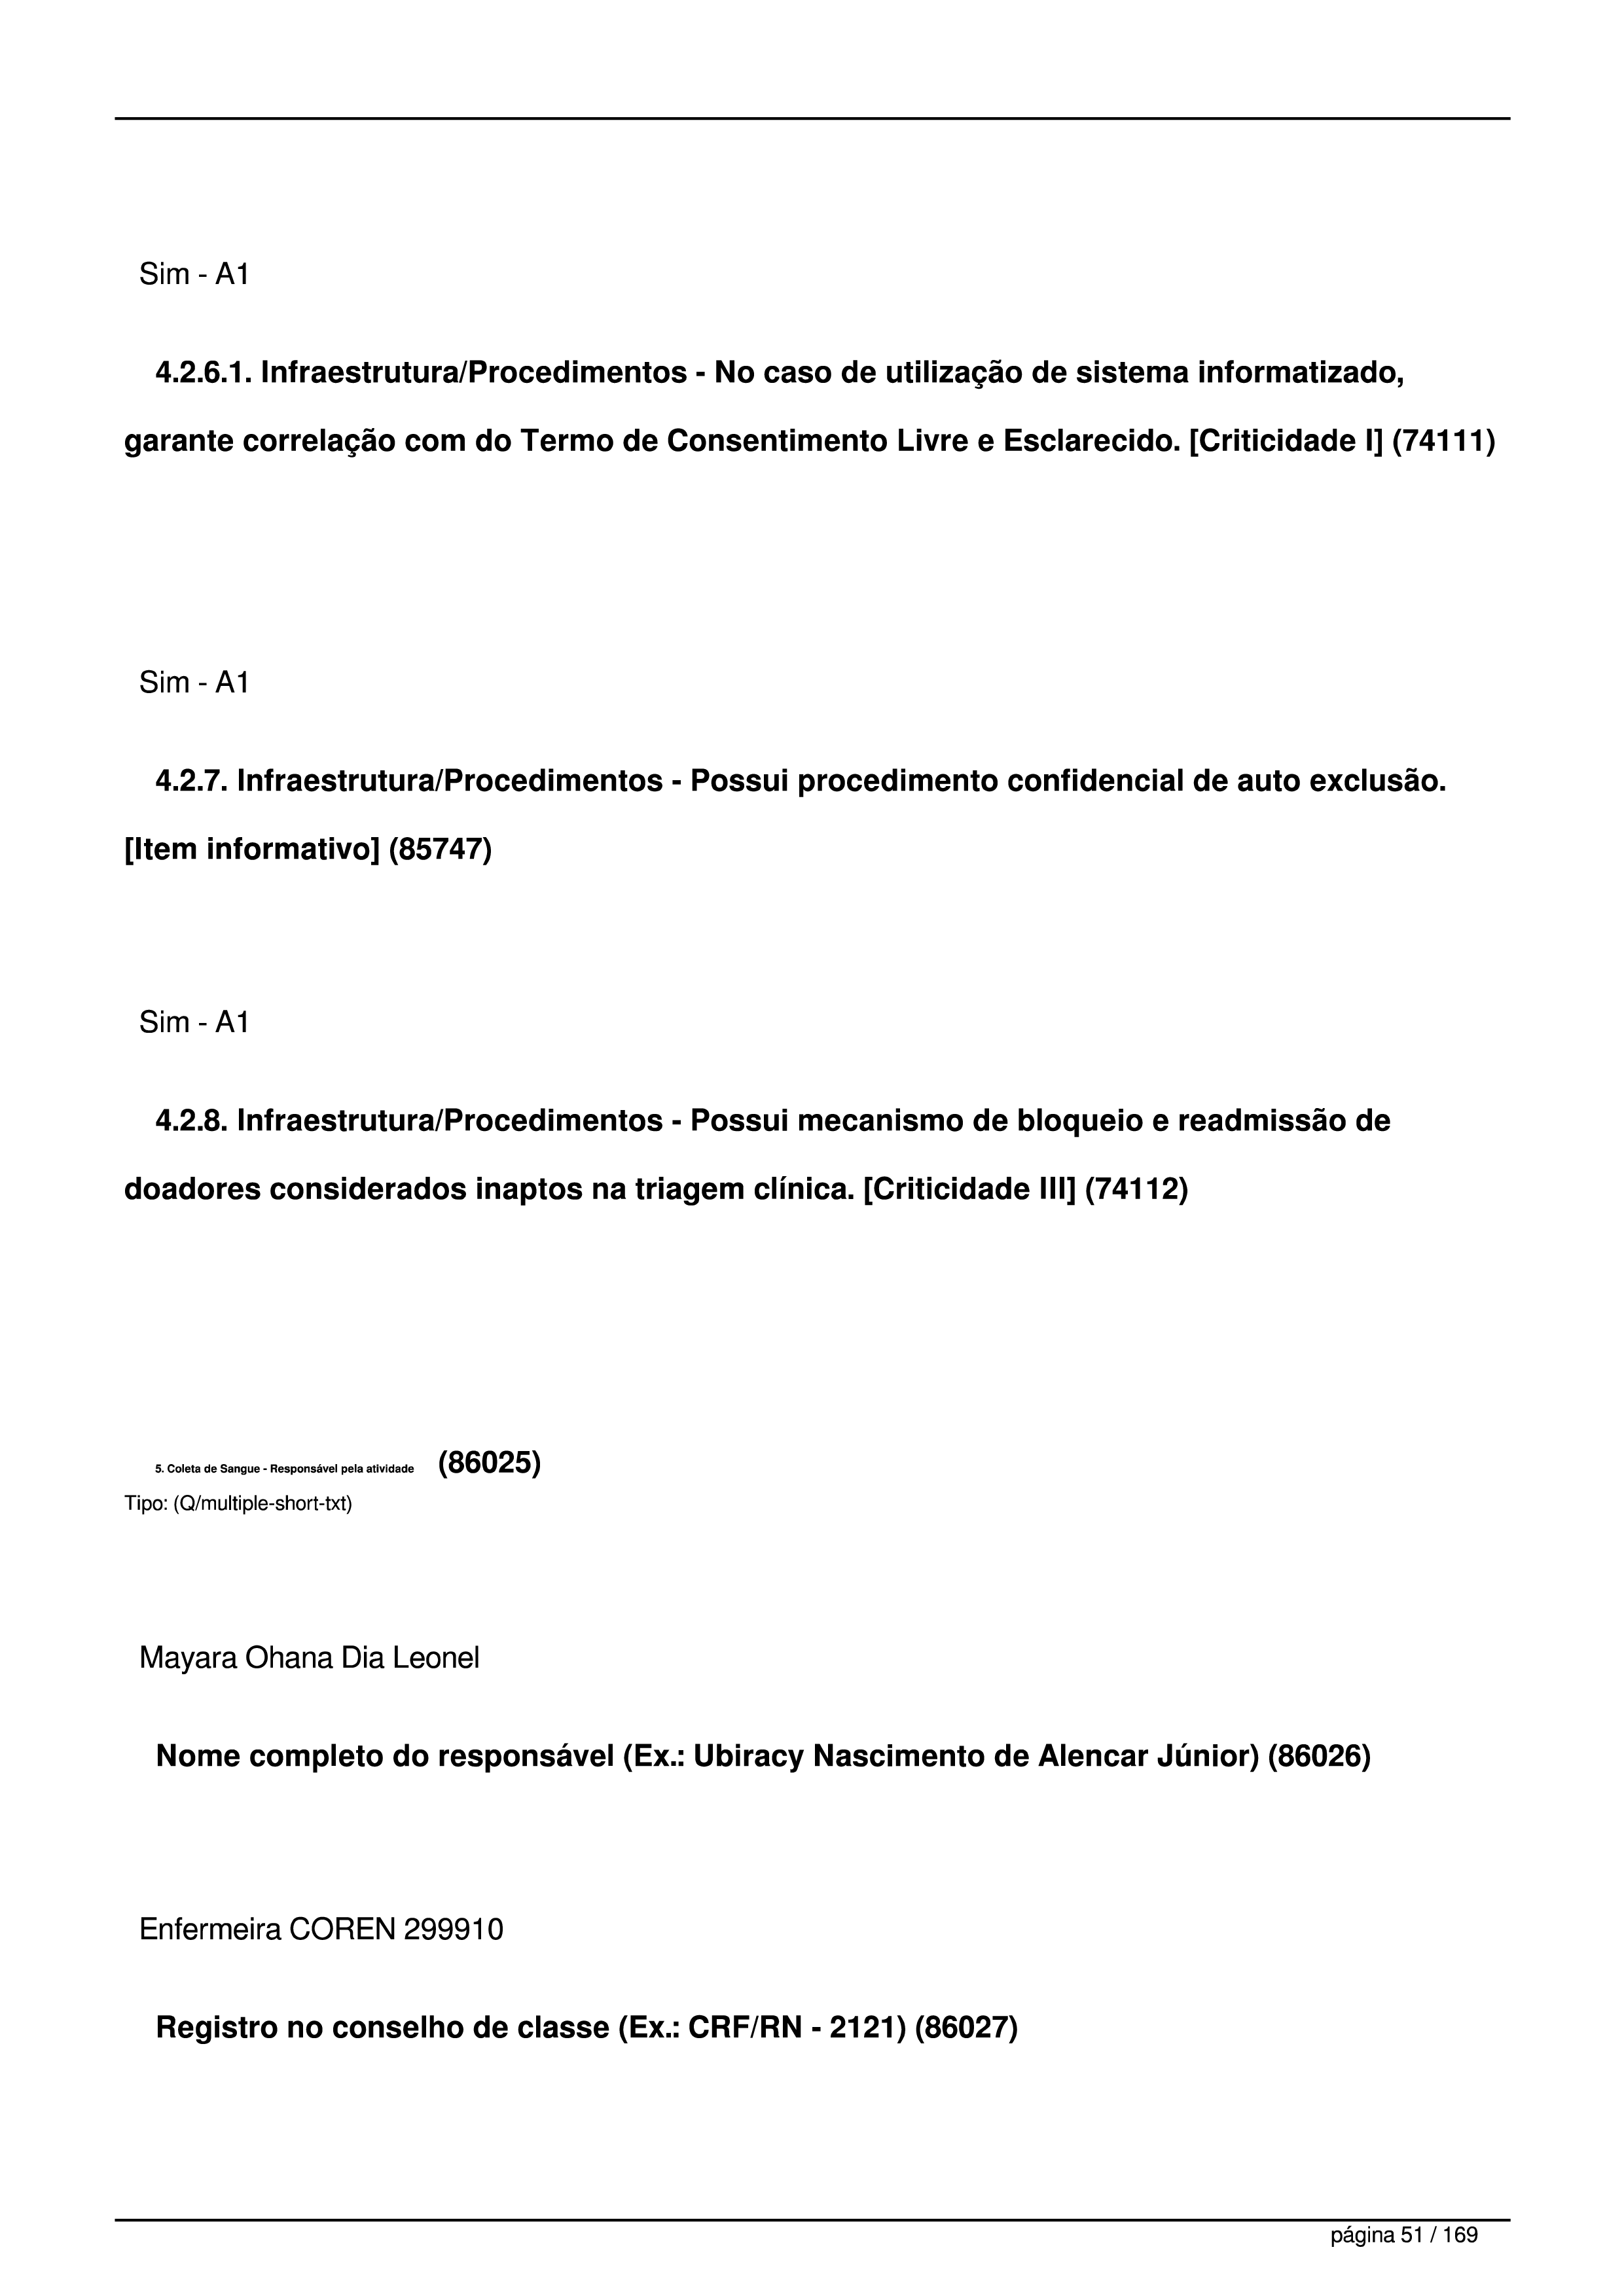 Sim - A1
4.2.6.1. Infraestrutura/Procedimentos - No caso de utilização de sistema informatizado,
garante correlação com do Termo de Consentimento Livre e Esclarecido. [Criticidade I] (74111)
Sim - A1
4.2.7. Infraestrutura/Procedimentos - Possui procedimento confidencial de auto exclusão.
[Item informativo] (85747)
Sim - A1
4.2.8. Infraestrutura/Procedimentos - Possui mecanismo de bloqueio e readmissão de
doadores considerados inaptos na triagem clínica. [Criticidade III] (74112)
5. Coleta de Sangue - Responsável pela atividade (86025)
Tipo: (Q/multiple-short-txt)
Mayara Ohana Dia Leonel
Nome completo do responsável (Ex.: Ubiracy Nascimento de Alencar Júnior) (86026)
Enfermeira COREN 299910
Registro no conselho de classe (Ex.: CRF/RN - 2121) (86027)
página 51 / 169